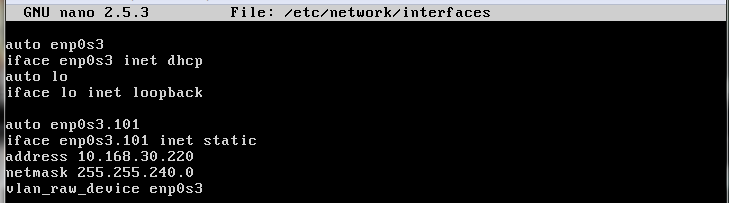 GNU nano 2.5.3 File: /etc/network/interfaces
auto enp0s3
iface enp0s3 inet dhcp
auto lo
iface lo inet loopback
auto enp0s3.101
iface enp0s3.101 inet static
address 10.168.30.220
netmask 255.255.240.0
vlan_raw_device enp0s3